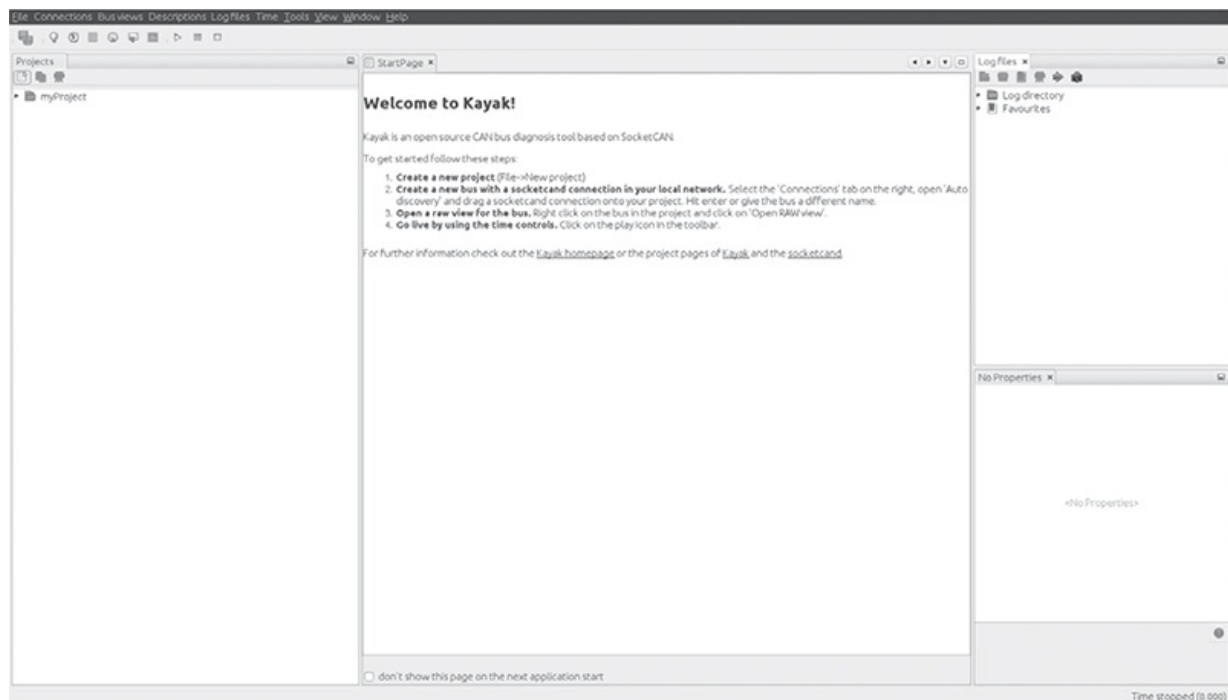 File Connections Bus views Descriptions Log files Time Tools View Window Help
Projects
myProject
StartPage
Welcome to Kayak!
Kayak is an open source CAN bus diagnosis tool based on SocketCAN.
To get started follow these steps:
1. Create a new project (File->New project)
2. Create a new bus with a socketcand connection in your local network. Select the 'Connections' tab on the right, open 'Auto
discovery' and drag a socketcand connection onto your project. Hit enter or give the bus a different name.
3. Open a raw view for the bus. Right click on the bus in the project and click on 'Open RAW view'.
4. Go live by using the time controls. Click on the play icon in the toolbar.
For further information check out the Kayak homepage or the project pages of Kayak and the socketcand.
don't show this page on the next application start
Log files
Log directory
Favourites
No Properties
<No Properties>
Time stopped (0.000)